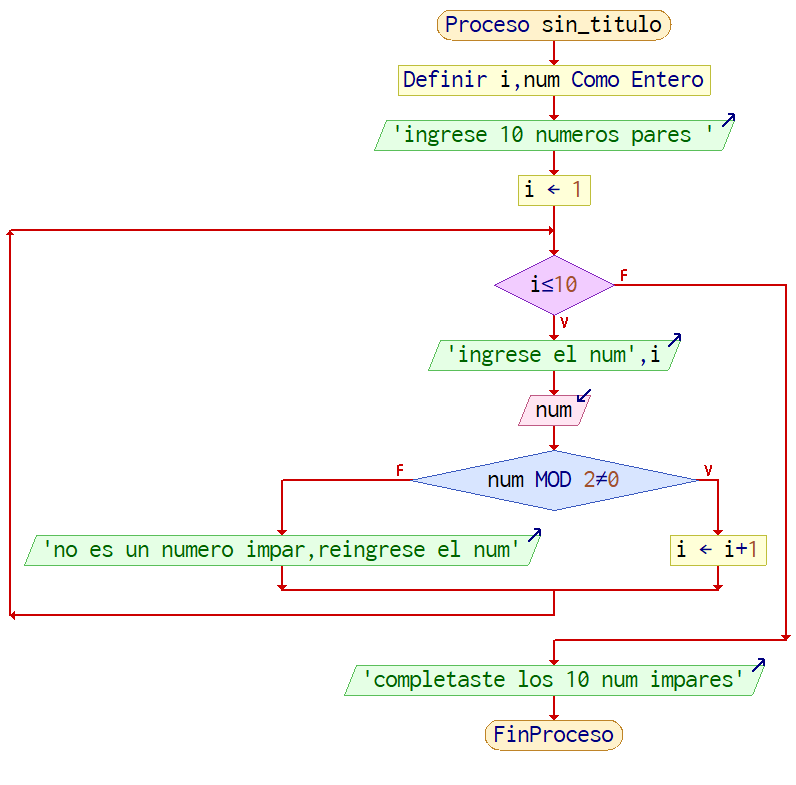 Proceso sin_titulo
Definir i,num Como Entero
'ingrese 10 numeros pares '
i ← 1
i≤10
F
V
'ingrese el num',i
num
num MOD 2≠0
F
V
'no es un numero impar,reingrese el num'
i ← i+1
'completaste los 10 num impares'
FinProceso